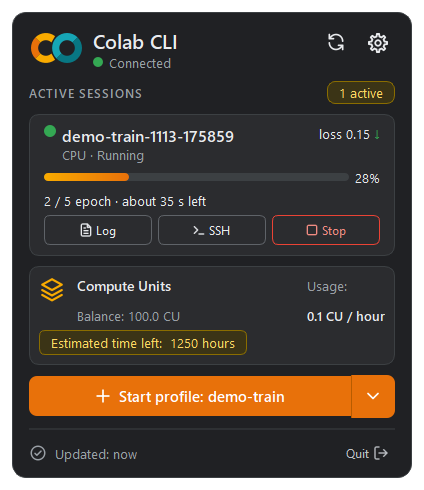 Colab CLI
Connected
ACTIVE SESSIONS
1 active
demo-train-1113-175859
loss 0.15 ↓
CPU · Running
28%
2 / 5 epoch · about 35 s left
Log
SSH
Stop
Compute Units
Usage:
Balance: 100.0 CU
0.1 CU / hour
Estimated time left: 1250 hours
Start profile: demo-train
Updated: now
Quit